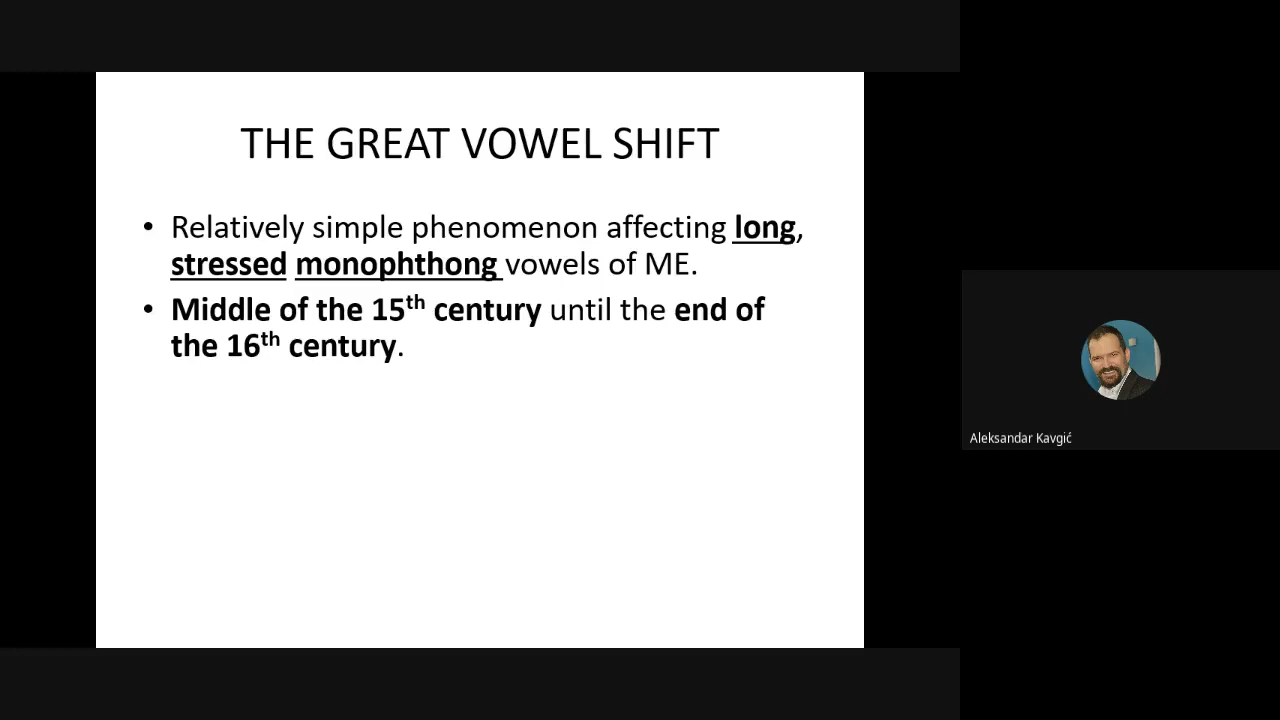 THE GREAT VOWEL SHIFT
• Relatively simple phenomenon affecting long,
stressed monophthong vowels of ME.
• Middle of the 15th century until the end of
the 16th century.
Aleksandar Kavgić